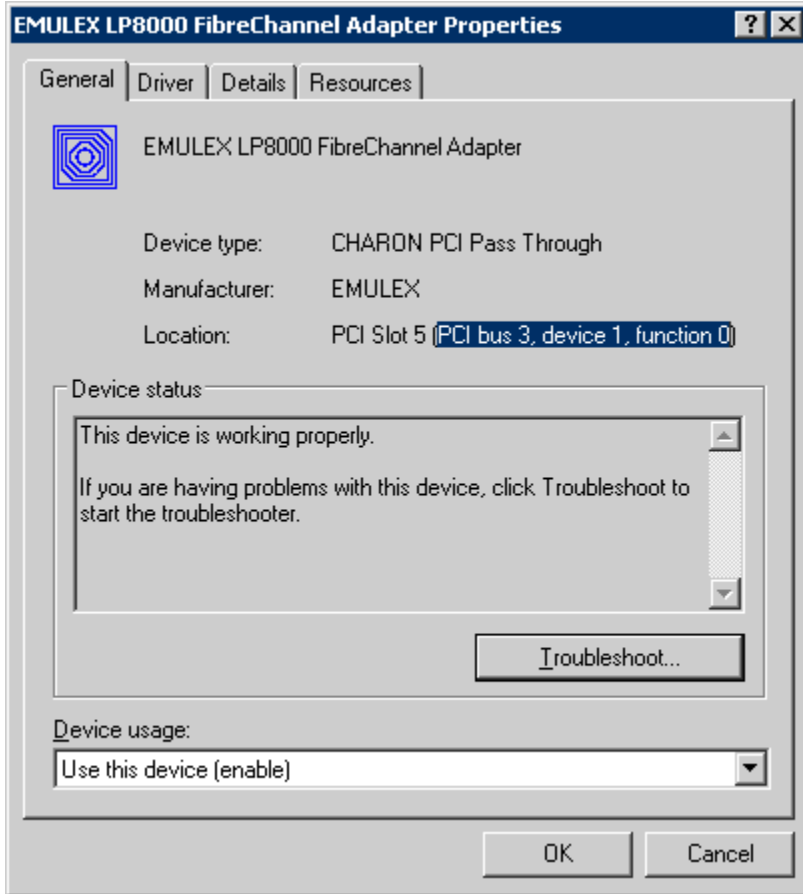 EMULEX LP8000 FibreChannel Adapter Properties
General Driver Details Resources
EMULEX LP8000 FibreChannel Adapter
Device type: CHARON PCI Pass Through
Manufacturer: EMULEX
Location: PCI Slot 5 (PCI bus 3, device 1, function 0)
Device status
This device is working properly.
If you are having problems with this device, click Troubleshoot to
start the troubleshooter.
Troubleshoot...
Device usage:
Use this device (enable)
OK Cancel